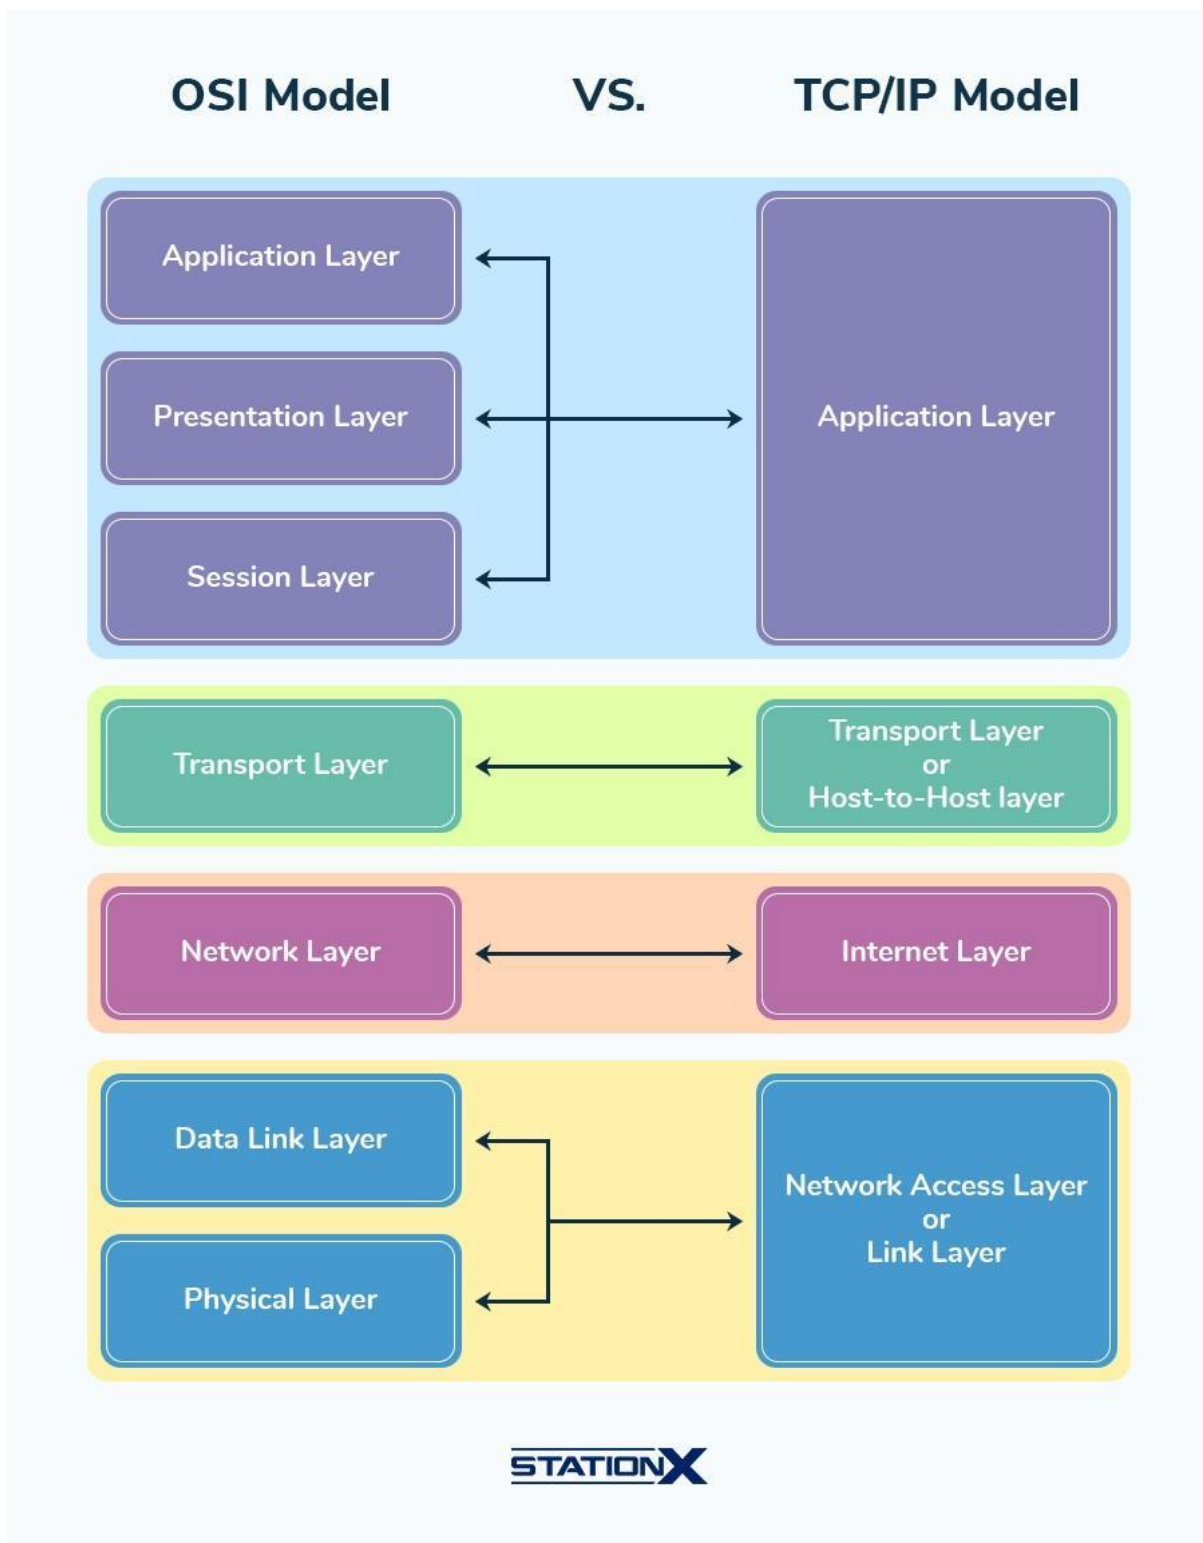 OSI Model VS. TCP/IP Model
Application Layer
Presentation Layer
Session Layer
Application Layer
Transport Layer
Transport Layer
or
Host-to-Host layer
Network Layer
Internet Layer
Data Link Layer
Physical Layer
Network Access Layer
or
Link Layer
STATIONX